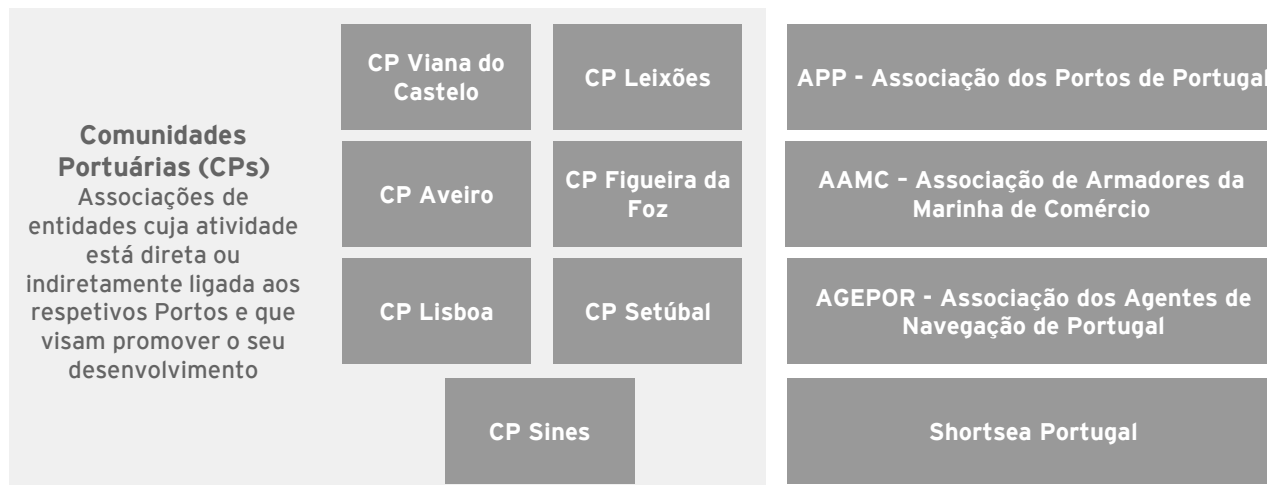 Comunidades
Portuárias (CPs)
Associações de
entidades cuja atividade
está direta ou
indiretamente ligada aos
respetivos Portos e que
visam promover o seu
desenvolvimento
CP Viana do
Castelo
CP Leixões
CP Aveiro
CP Figueira da
Foz
CP Lisboa
CP Setúbal
CP Sines
APP - Associação dos Portos de Portugal
AAMC – Associação de Armadores da
Marinha de Comércio
AGEPOR - Associação dos Agentes de
Navegação de Portugal
Shortsea Portugal